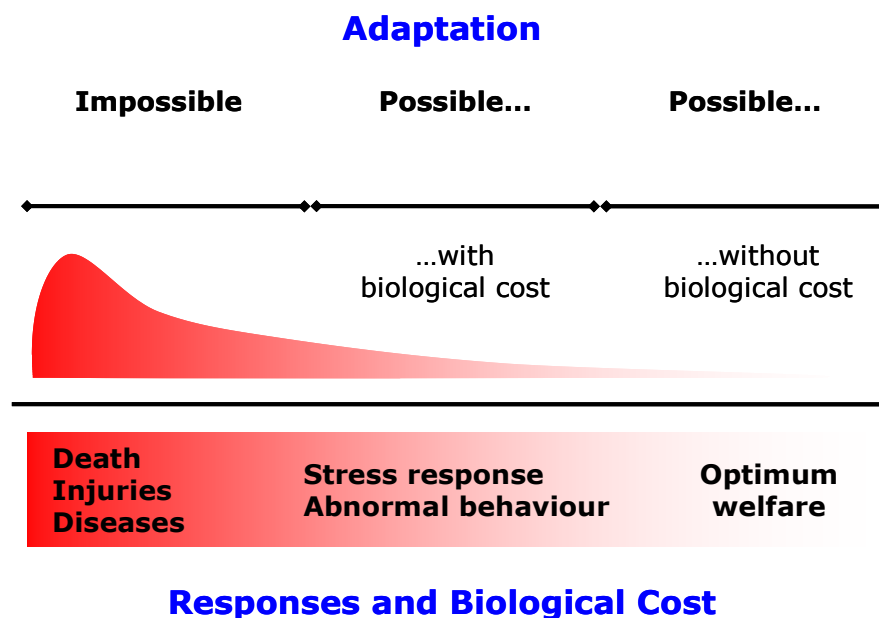 Adaptation
Impossible
Possible...
Possible...
...with
biological cost
...without
biological cost
Death
Injuries
Diseases
Stress response
Abnormal behaviour
Optimum
welfare
Responses and Biological Cost